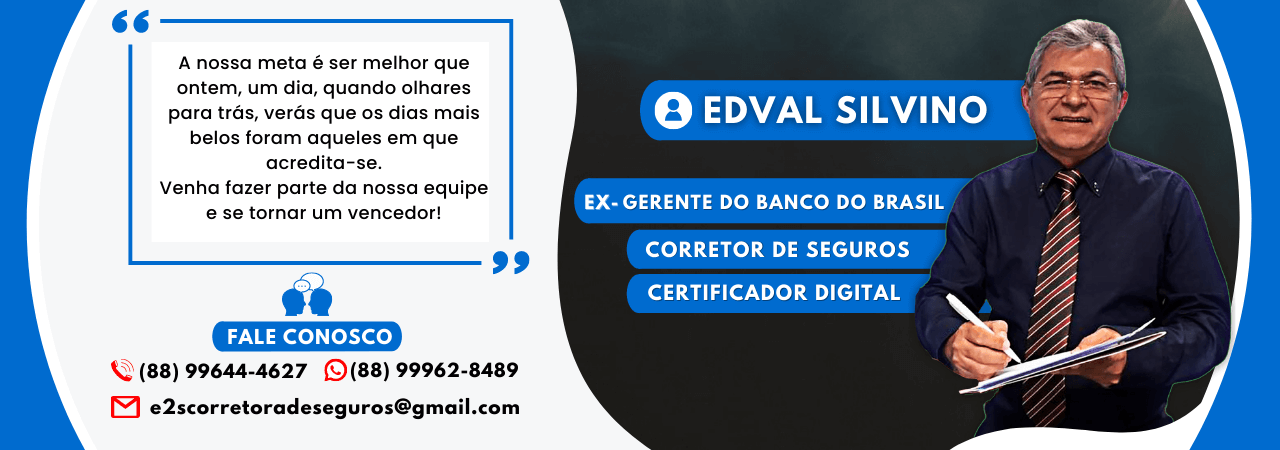 A nossa meta é ser melhor que
ontem, um dia, quando olhares
para trás, verás que os dias mais
belos foram aqueles em que
acredita-se.
Venha fazer parte da nossa equipe
e se tornar um vencedor!
FALE CONOSCO
(88) 99644-4627 (88) 99962-8489
e2scorretoradeseguros@gmail.com
EDVAL SILVINO
EX- GERENTE DO BANCO DO BRASIL
CORRETOR DE SEGUROS
CERTIFICADOR DIGITAL